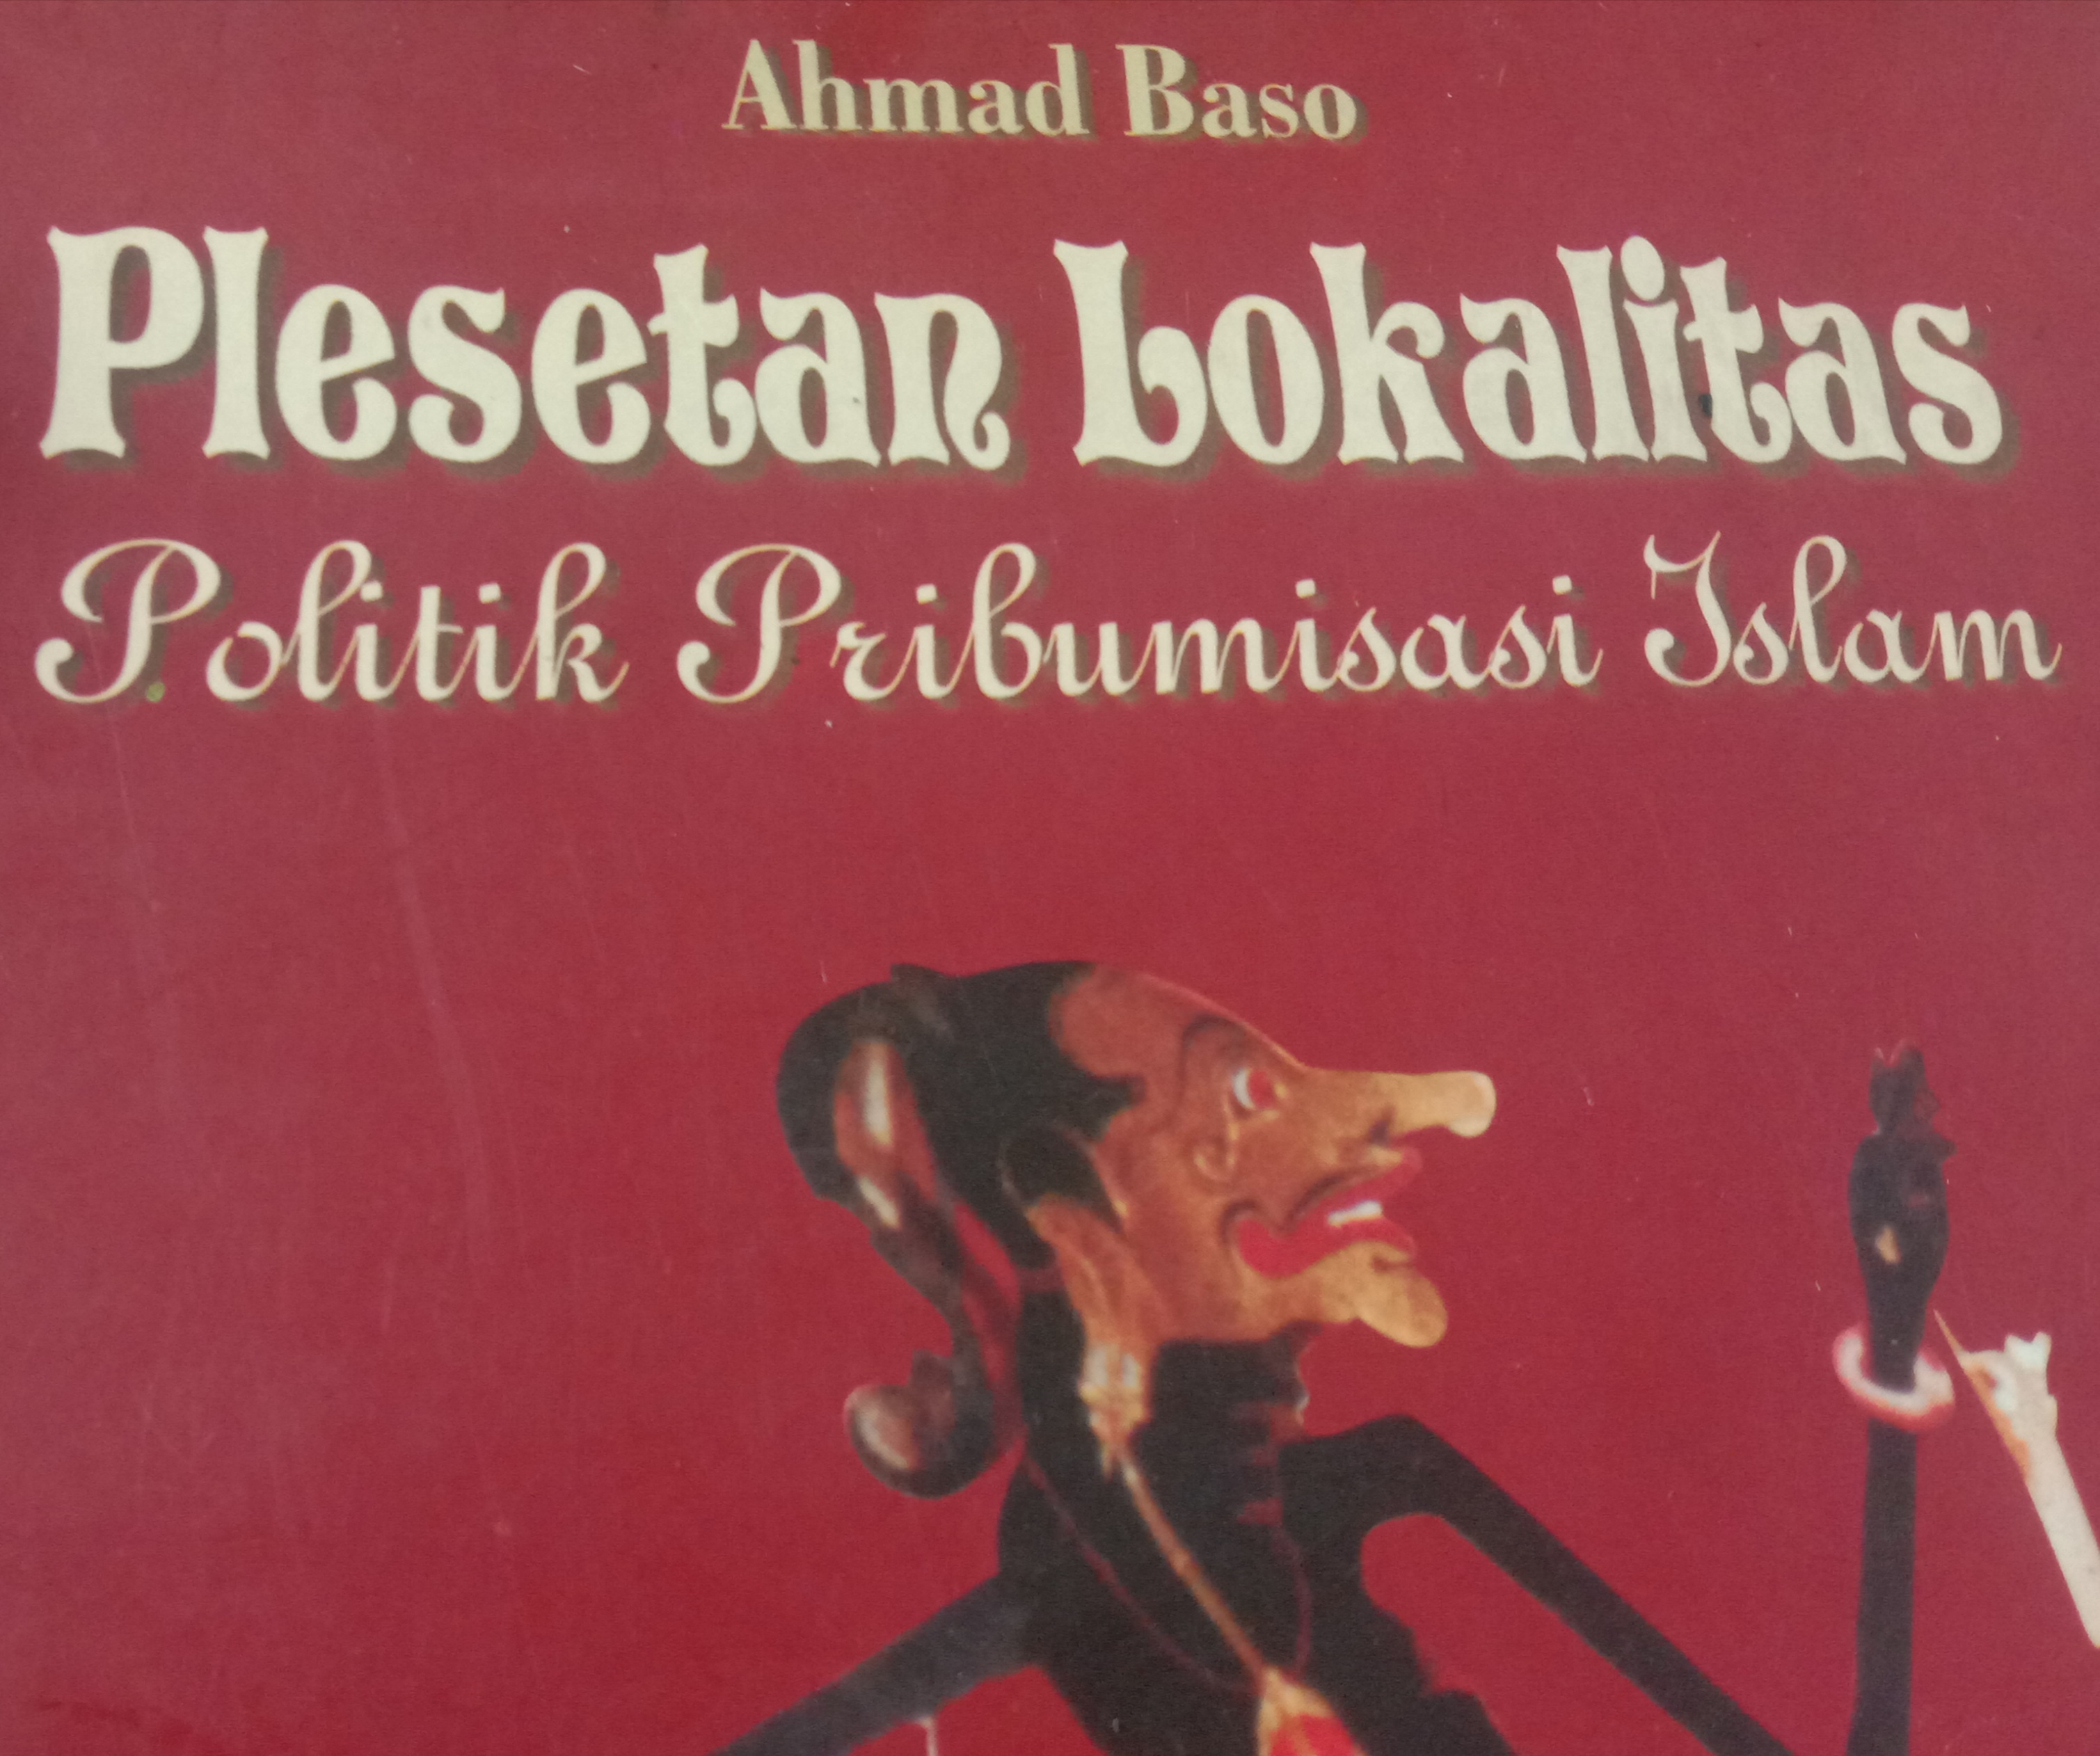 Ahmad Baso
Plesetan Lokalitas
Politik Pribumisasi Islam